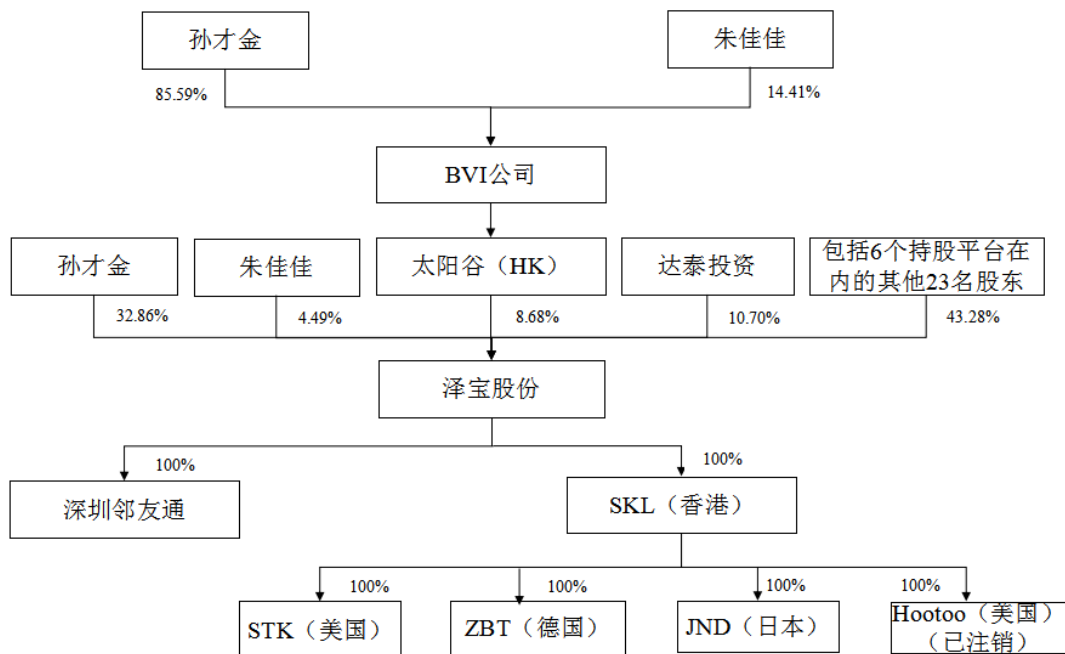 孙才金
朱佳佳
85.59%
14.41%
BVI公司
孙才金
朱佳佳
太阳谷（HK）
达泰投资
包括6个持股平台在
内的其他23名股东
32.86%
4.49%
8.68%
10.70%
43.28%
泽宝股份
100%
100%
深圳邻友通
SKL（香港）
100%
100%
100%
100%
STK（美国）
ZBT（德国）
JND（日本）
Hootoo（美国）
（已注销）